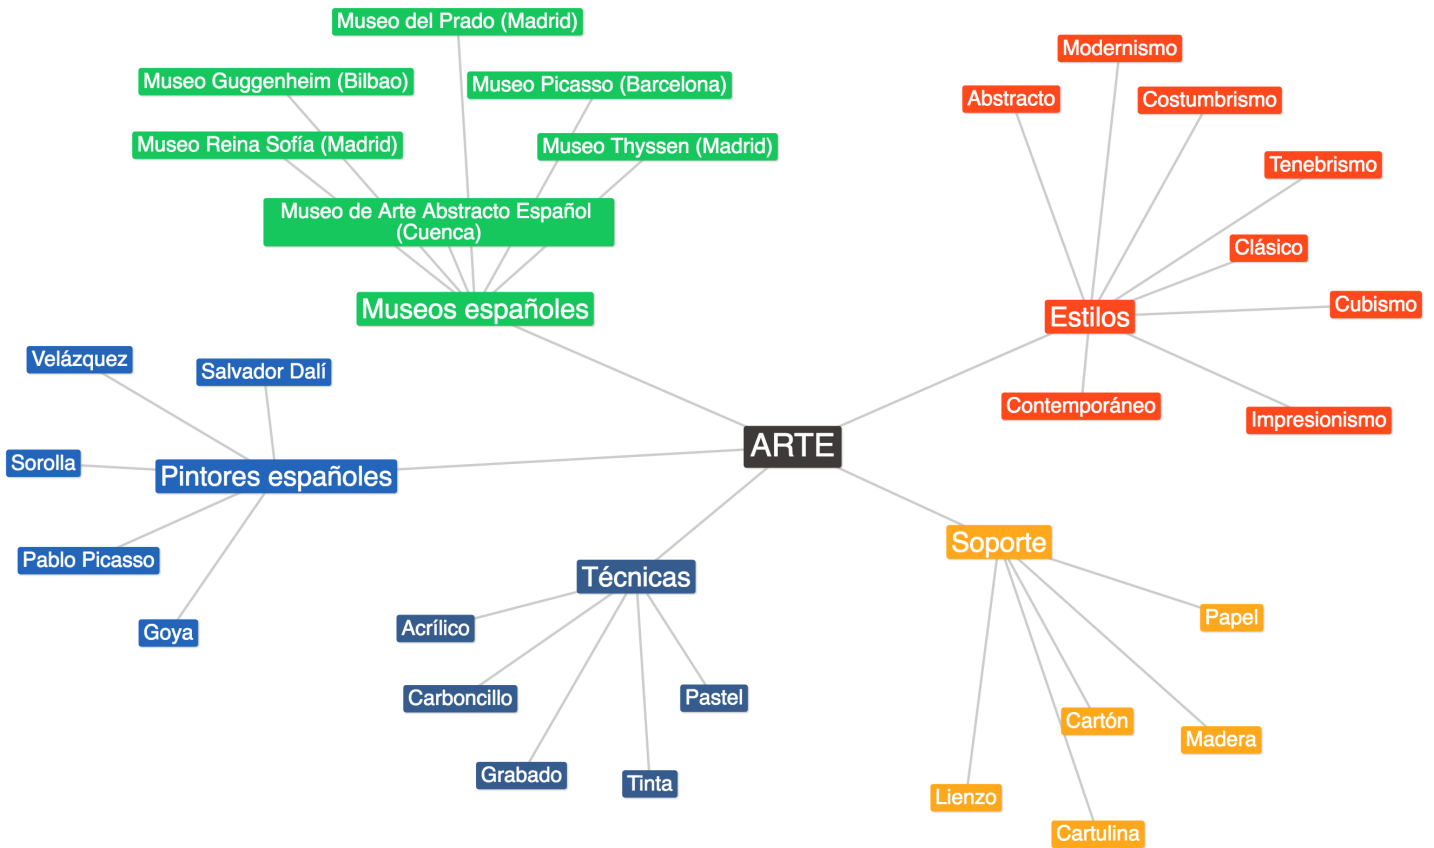 Museo del Prado (Madrid)
Museo Guggenheim (Bilbao)
Museo Picasso (Barcelona)
Museo Reina Sofía (Madrid)
Museo Thyssen (Madrid)
Museo de Arte Abstracto Español
(Cuenca)
Museos españoles
Modernismo
Abstracto
Costumbrismo
Tenebrismo
Clásico
Cubismo
Estilos
Contemporáneo
Impresionismo
ARTE
Velázquez
Salvador Dalí
Sorolla
Pintores españoles
Pablo Picasso
Goya
Técnicas
Acrílico
Carboncillo
Pastel
Grabado
Tinta
Soporte
Papel
Cartón
Madera
Lienzo
Cartulina